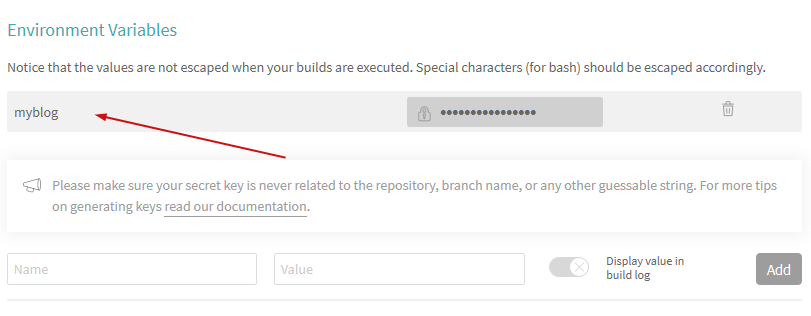 Environment Variables
Notice that the values are not escaped when your builds are executed. Special characters (for bash) should be escaped accordingly.
myblog ••••••••••••••••
Please make sure your secret key is never related to the repository, branch name, or any other guessable string. For more tips
on generating keys read our documentation.
Name Value Display value in
build log Add